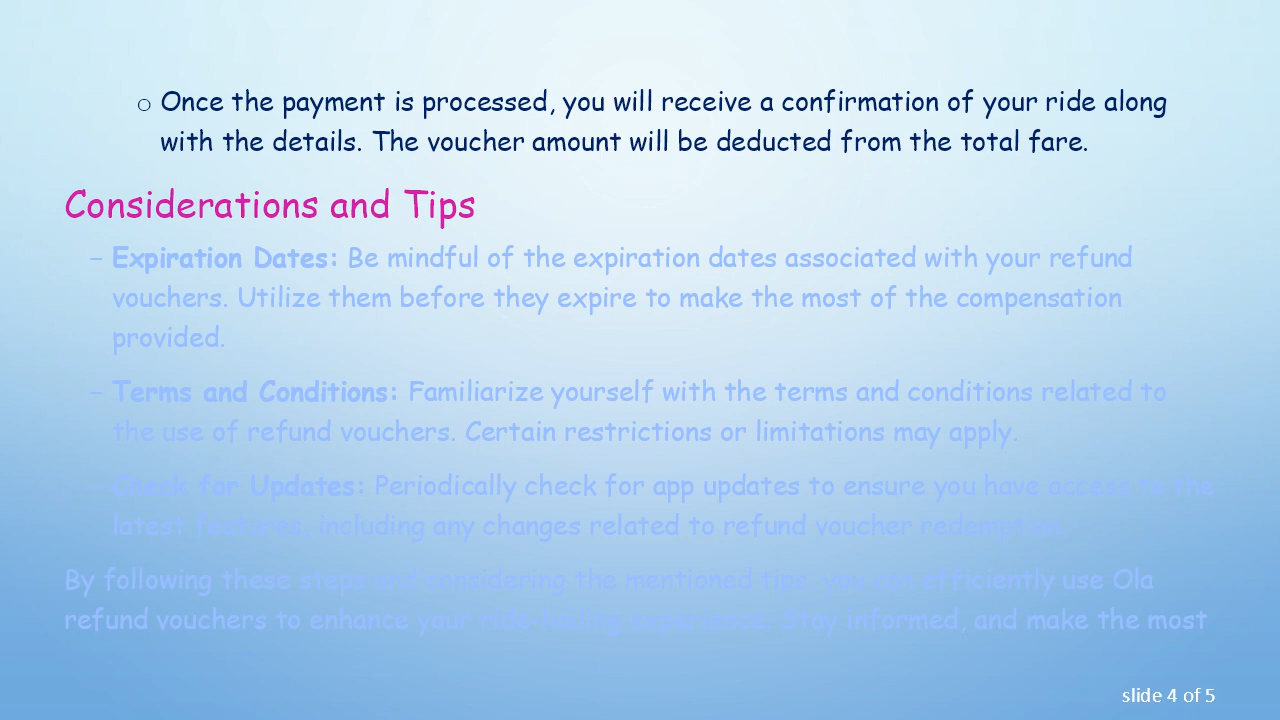 o Once the payment is processed, you will receive a confirmation of your ride along
with the details. The voucher amount will be deducted from the total fare.
Considerations and Tips
– Expiration Dates: Be mindful of the expiration dates associated with your refund
vouchers. Utilize them before they expire to make the most of the compensation
provided.
– Terms and Conditions: Familiarize yourself with the terms and conditions related to
the use of refund vouchers. Certain restrictions or limitations may apply.
– Check for Updates: Periodically check for app updates to ensure you have access to the
latest features, including any changes related to refund voucher redemption.
By following these steps and considering the mentioned tips, you can efficiently use Ola
refund vouchers to enhance your ride-hailing experience. Stay informed, and make the most
slide 4 of 5